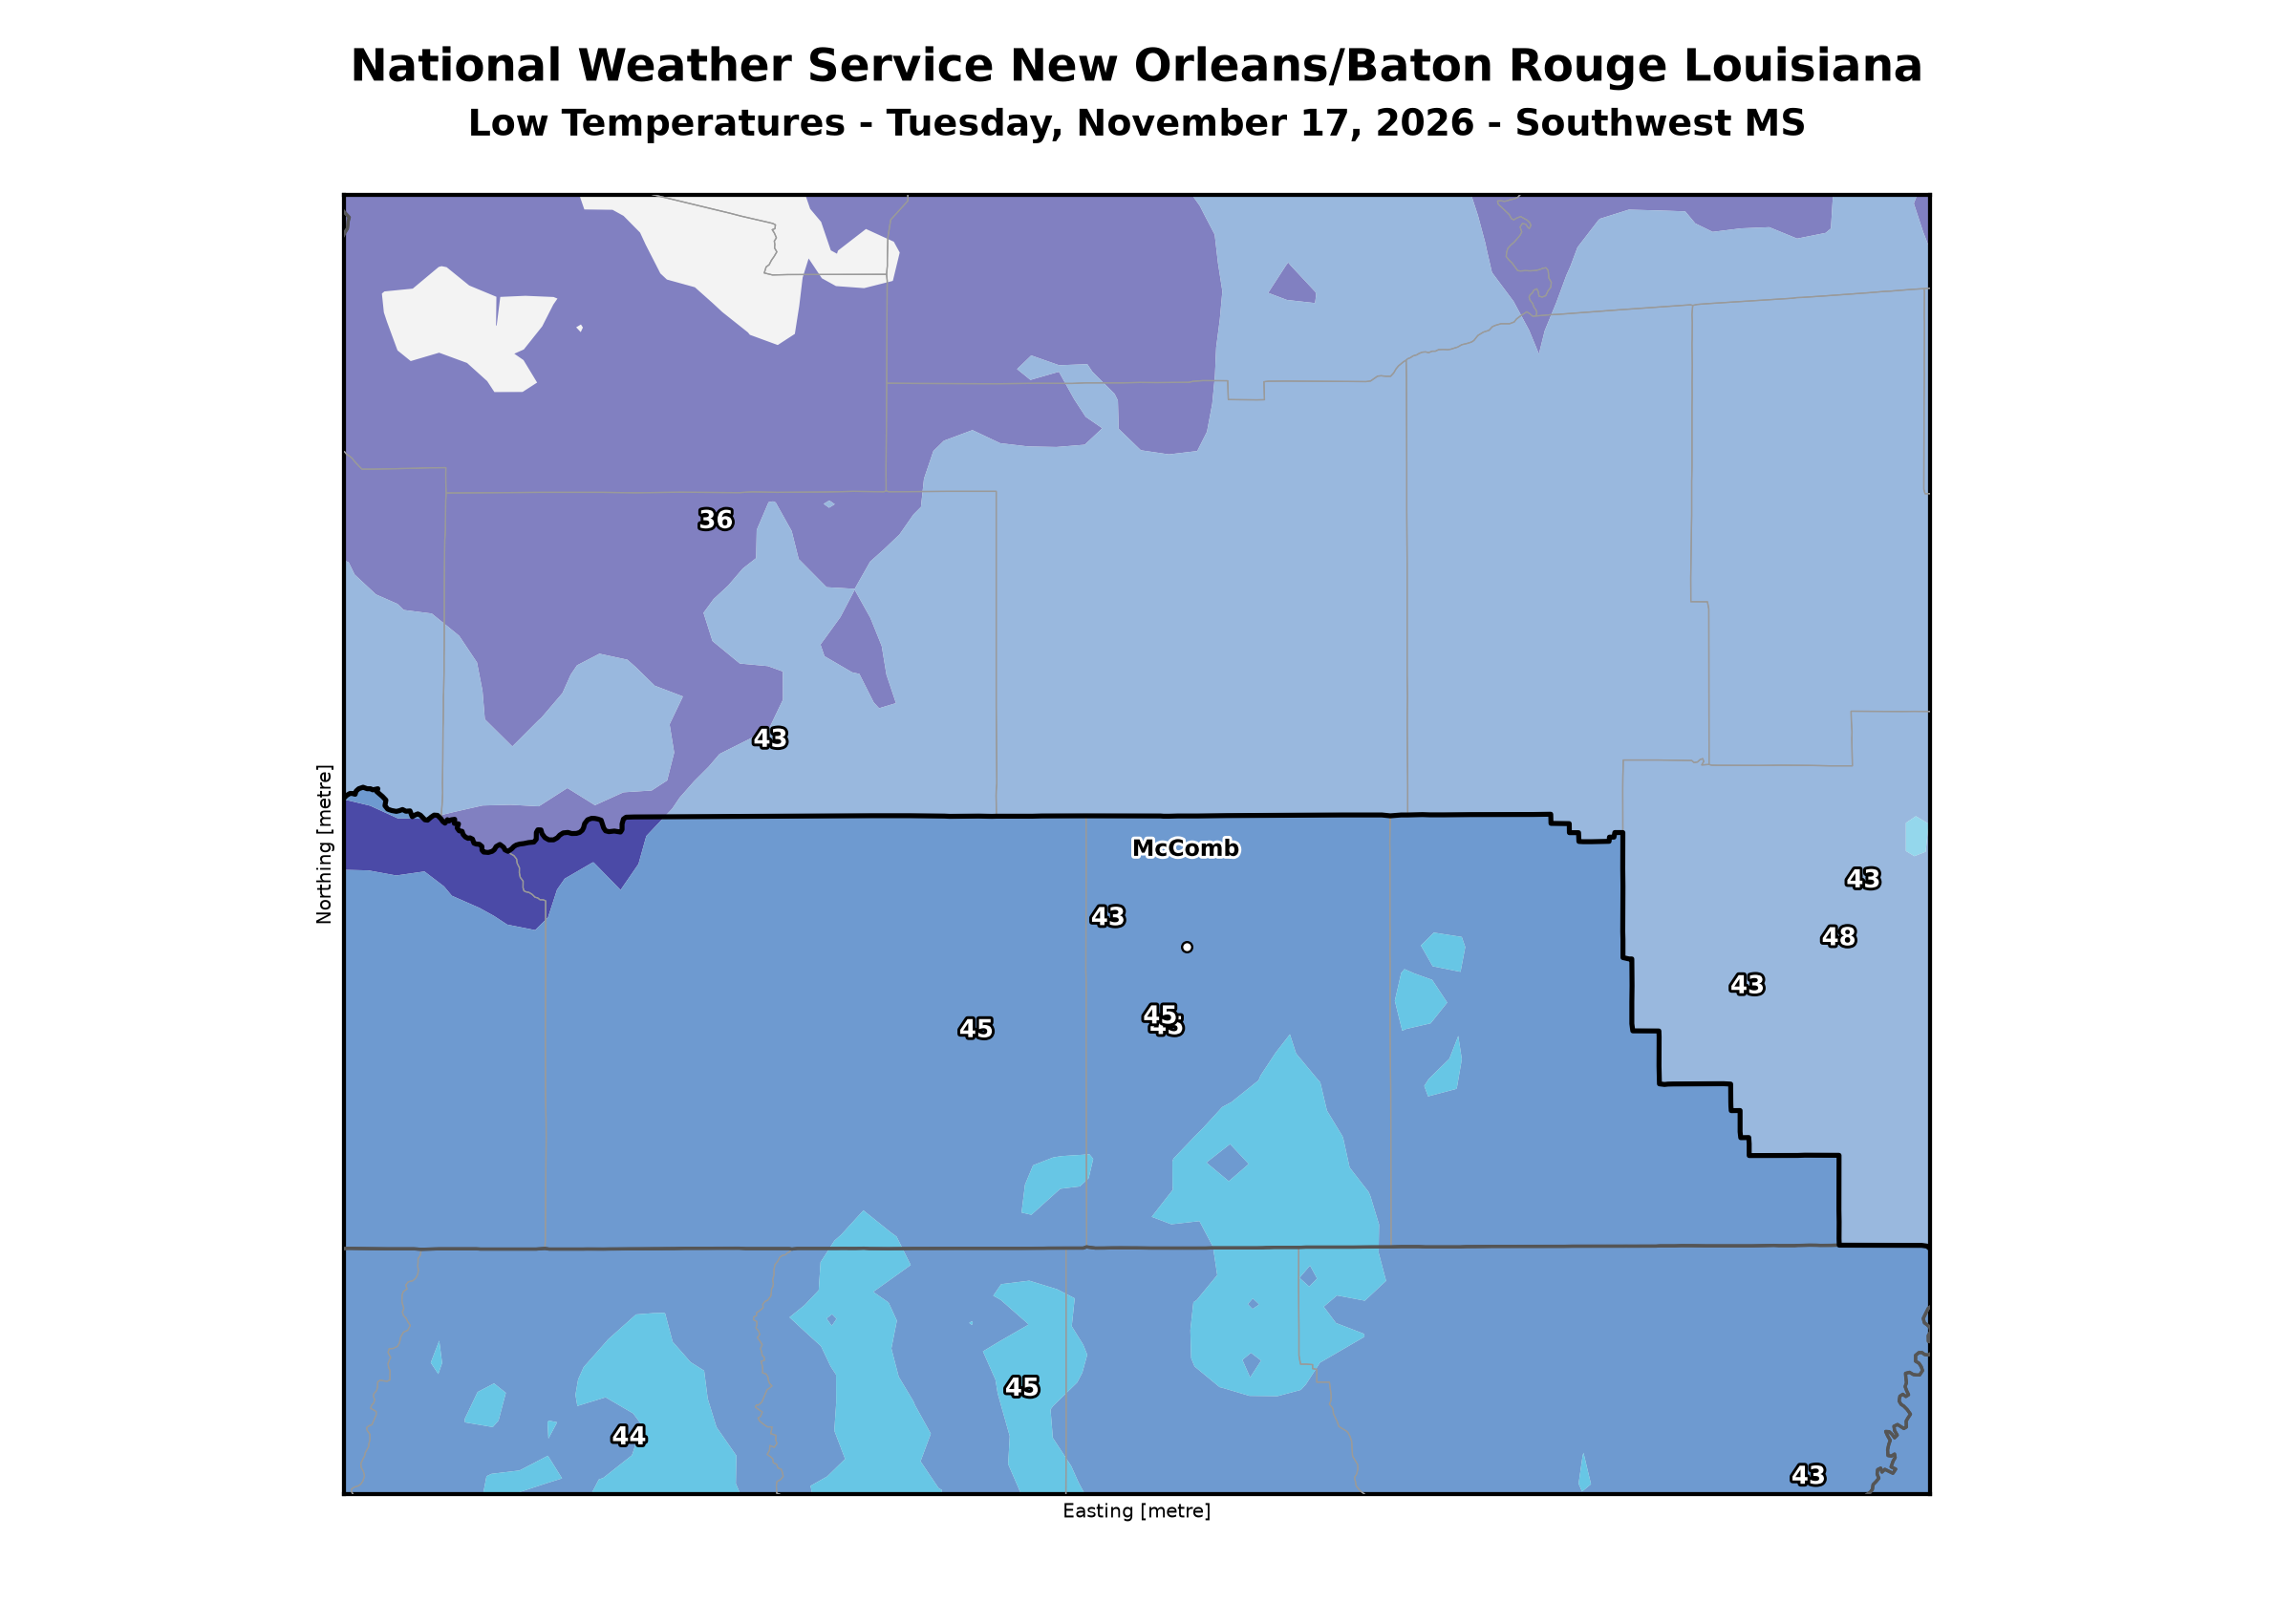 National Weather Service New Orleans/Baton Rouge Louisiana
Low Temperatures - Tuesday, November 17, 2026 - Southwest MS
36
43
Northing [metre]
McComb
43
43
48
43
45
45
45
44
43
Easting [metre]